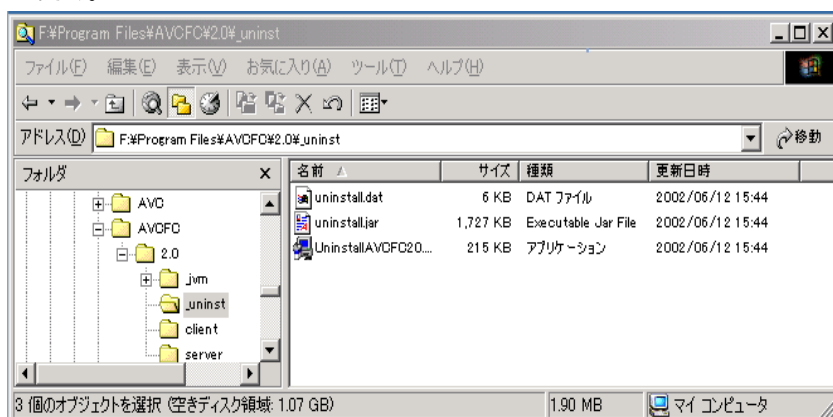 F:¥Program Files¥AVCFC¥2.0¥_uninst
ファイル(F) 編集(E) 表示(V) お気に入り(A) ツール(T) ヘルプ(H)
アドレス(D) F:¥Program Files¥AVCFC¥2.0¥_uninst 移動
フォルダ x
AVC
AVCFC
2.0
_jvm
_uninst
client
server
名前 サイズ 種類 更新日時
uninstall.dat 6 KB DAT ファイル 2002/06/12 15:44
uninstall.jar 1,727 KB Executable Jar File 2002/06/12 15:44
UninstallAVCFC20.... 215 KB アプリケーション 2002/06/12 15:44
3 個のオブジェクトを選択 (空きディスク領域: 1.07 GB) 1.90 MB マイ コンピュータ